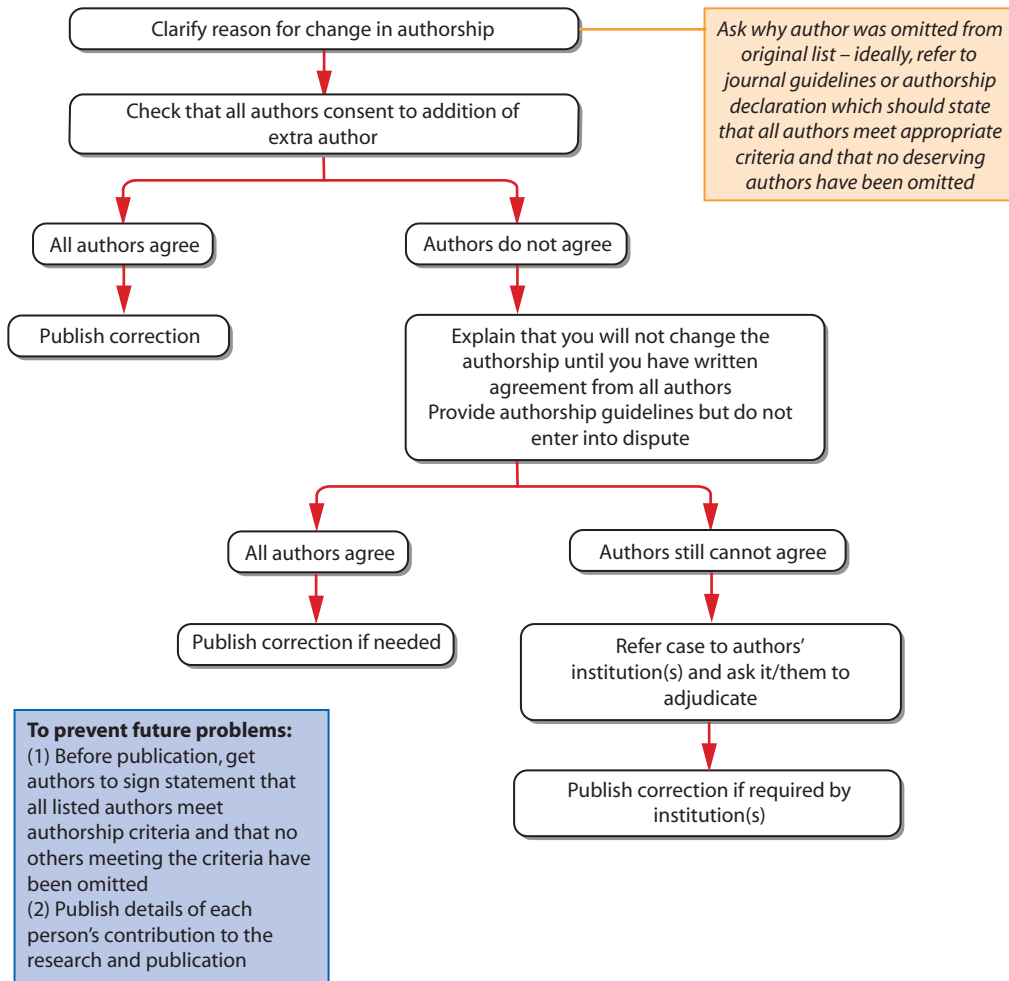 Clarify reason for change in authorship
Ask why author was omitted from
original list – ideally, refer to
journal guidelines or authorship
declaration which should state
that all authors meet appropriate
criteria and that no deserving
authors have been omitted
Check that all authors consent to addition of
extra author
All authors agree
Authors do not agree
Publish correction
Explain that you will not change the
authorship until you have written
agreement from all authors
Provide authorship guidelines but do not
enter into dispute
All authors agree
Authors still cannot agree
Publish correction if needed
Refer case to authors’
institution(s) and ask it/them to
adjudicate
Publish correction if required by
institution(s)
To prevent future problems:
(1) Before publication, get
authors to sign statement that
all listed authors meet
authorship criteria and that no
others meeting the criteria have
been omitted
(2) Publish details of each
person’s contribution to the
research and publication